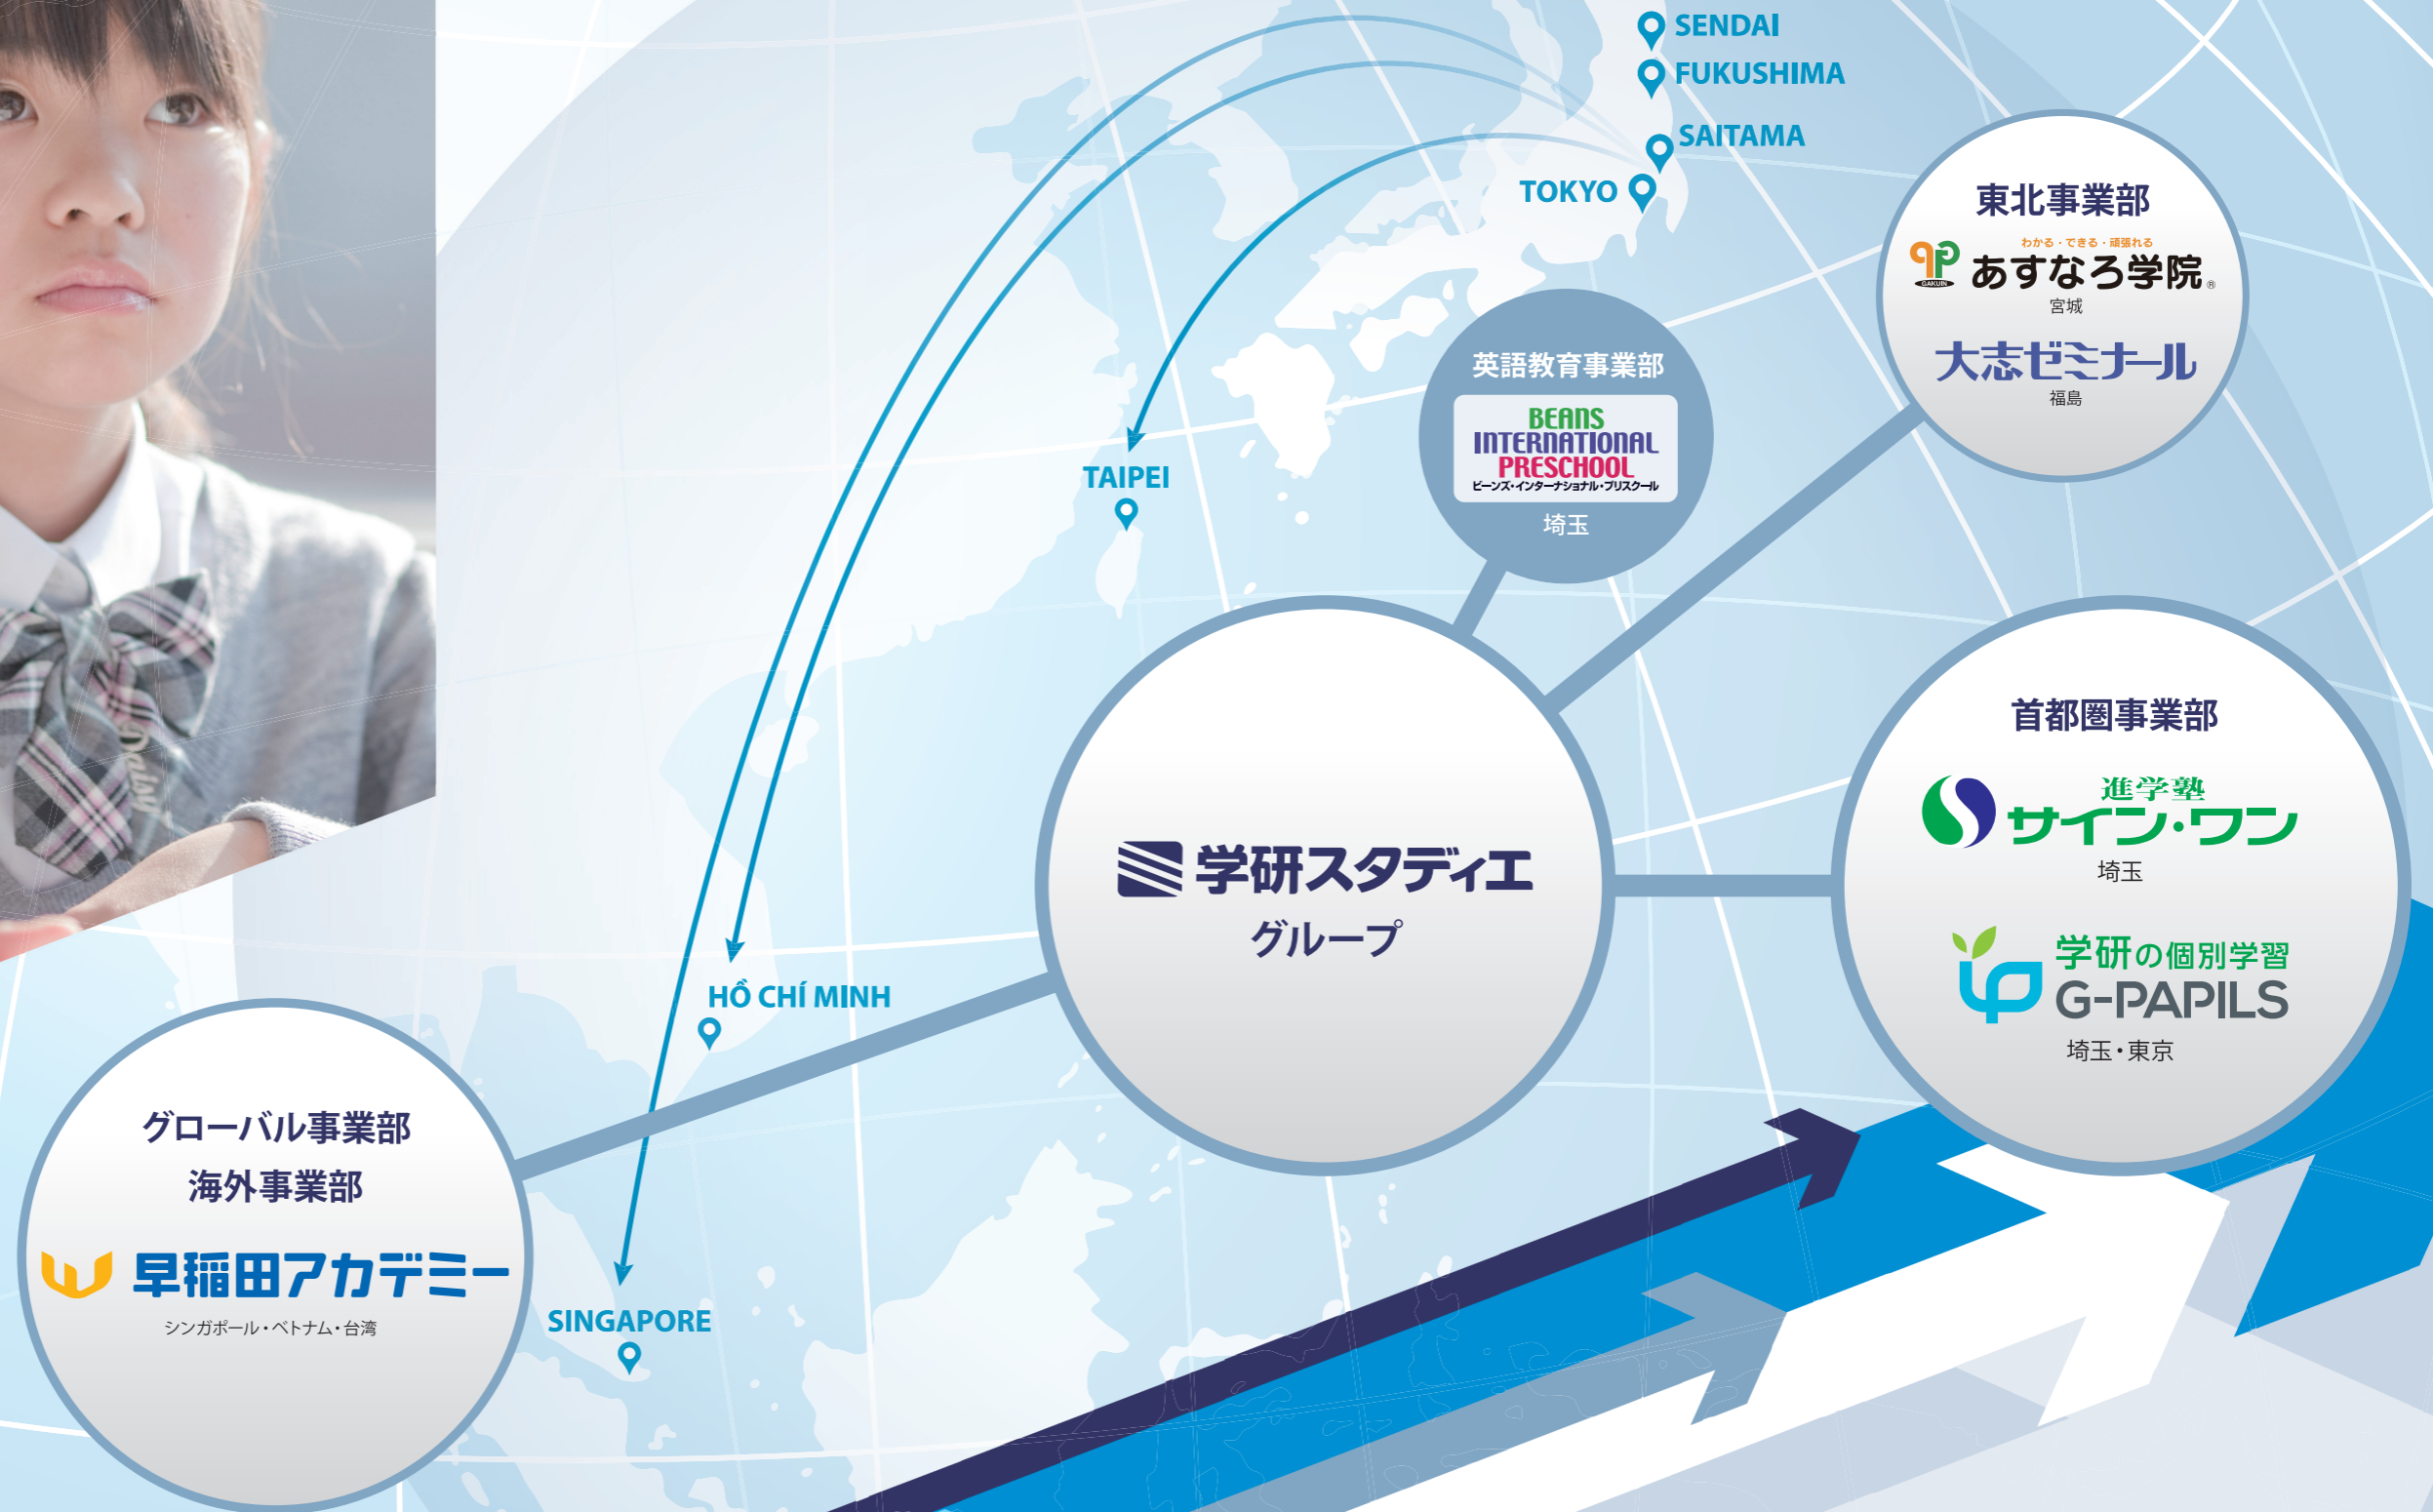 SENDAI
FUKUSHIMA
SAITAMA
TOKYO
TAIPEI
HỒ CHÍ MINH
SINGAPORE
東北事業部
わかる・できる・頑張れる
GAKUIN
あすなろ学院®
宮城
大志ゼミナール
福島
英語教育事業部
BEANS
INTERNATIONAL
PRESCHOOL
ビーンズ・インターナショナル・プリスクール
埼玉
学研スタディエ
グループ
首都圏事業部
進学塾
サイン・ワン
埼玉
学研の個別学習
G-PAPILS
埼玉・東京
グローバル事業部
海外事業部
早稲田アカデミー
シンガポール・ベトナム・台湾
Daisy